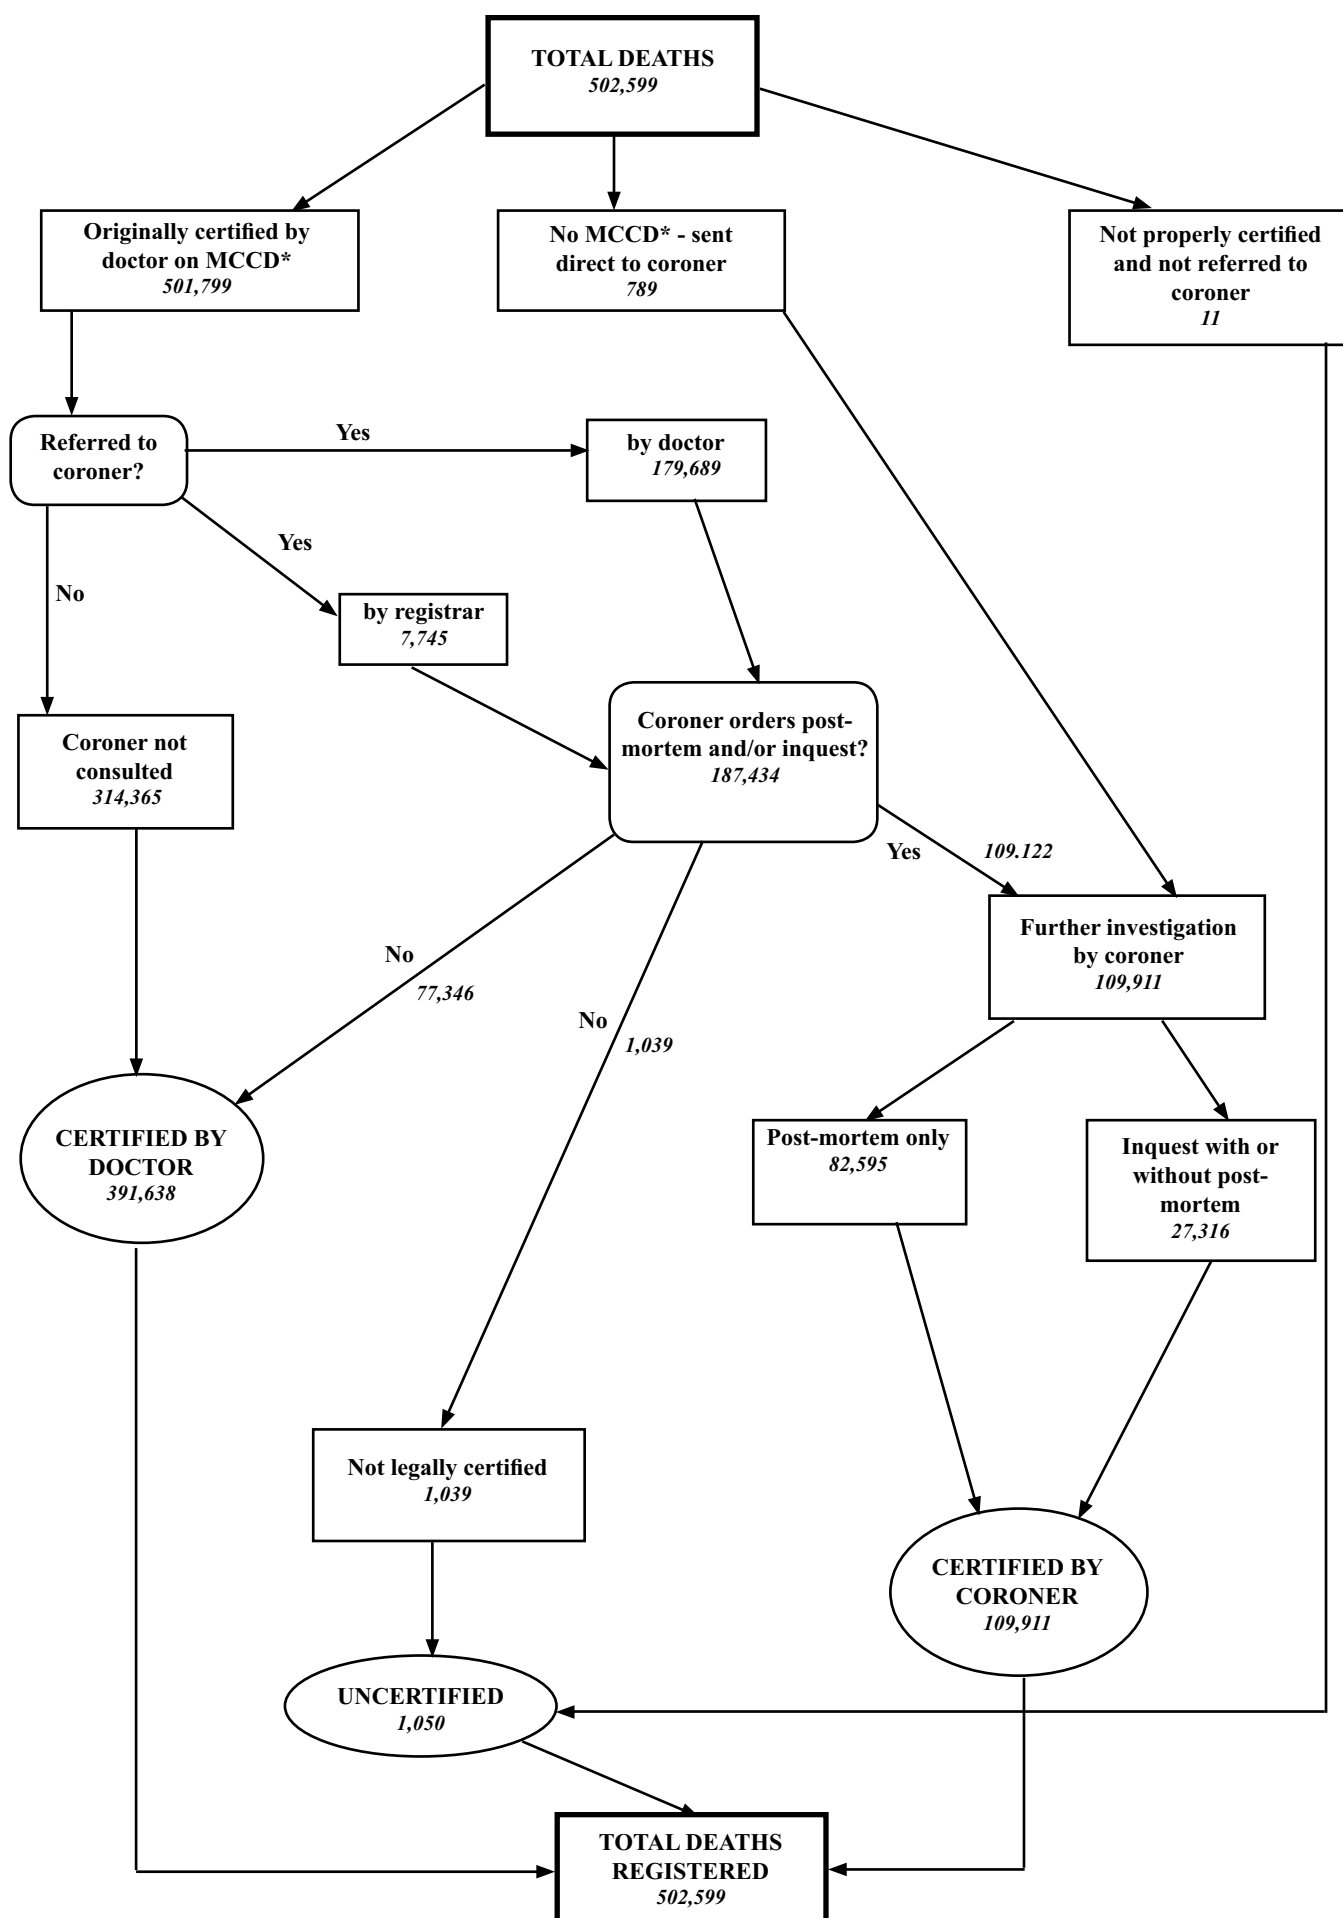 TOTAL DEATHS
502,599
Originally certified by
doctor on MCCD*
501,799
No MCCD* - sent
direct to coroner
789
Not properly certified
and not referred to
coroner
11
Referred to
coroner?
Yes
by doctor
179,689
Yes
No
by registrar
7,745
Coroner orders post-
mortem and/or inquest?
187,434
Coroner not
consulted
314,365
Yes
109.122
Further investigation
by coroner
109,911
No
77,346
No
1,039
CERTIFIED BY
DOCTOR
391,638
Post-mortem only
82,595
Inquest with or
without post-
mortem
27,316
Not legally certified
1,039
CERTIFIED BY
CORONER
109,911
UNCERTIFIED
1,050
TOTAL DEATHS
REGISTERED
502,599